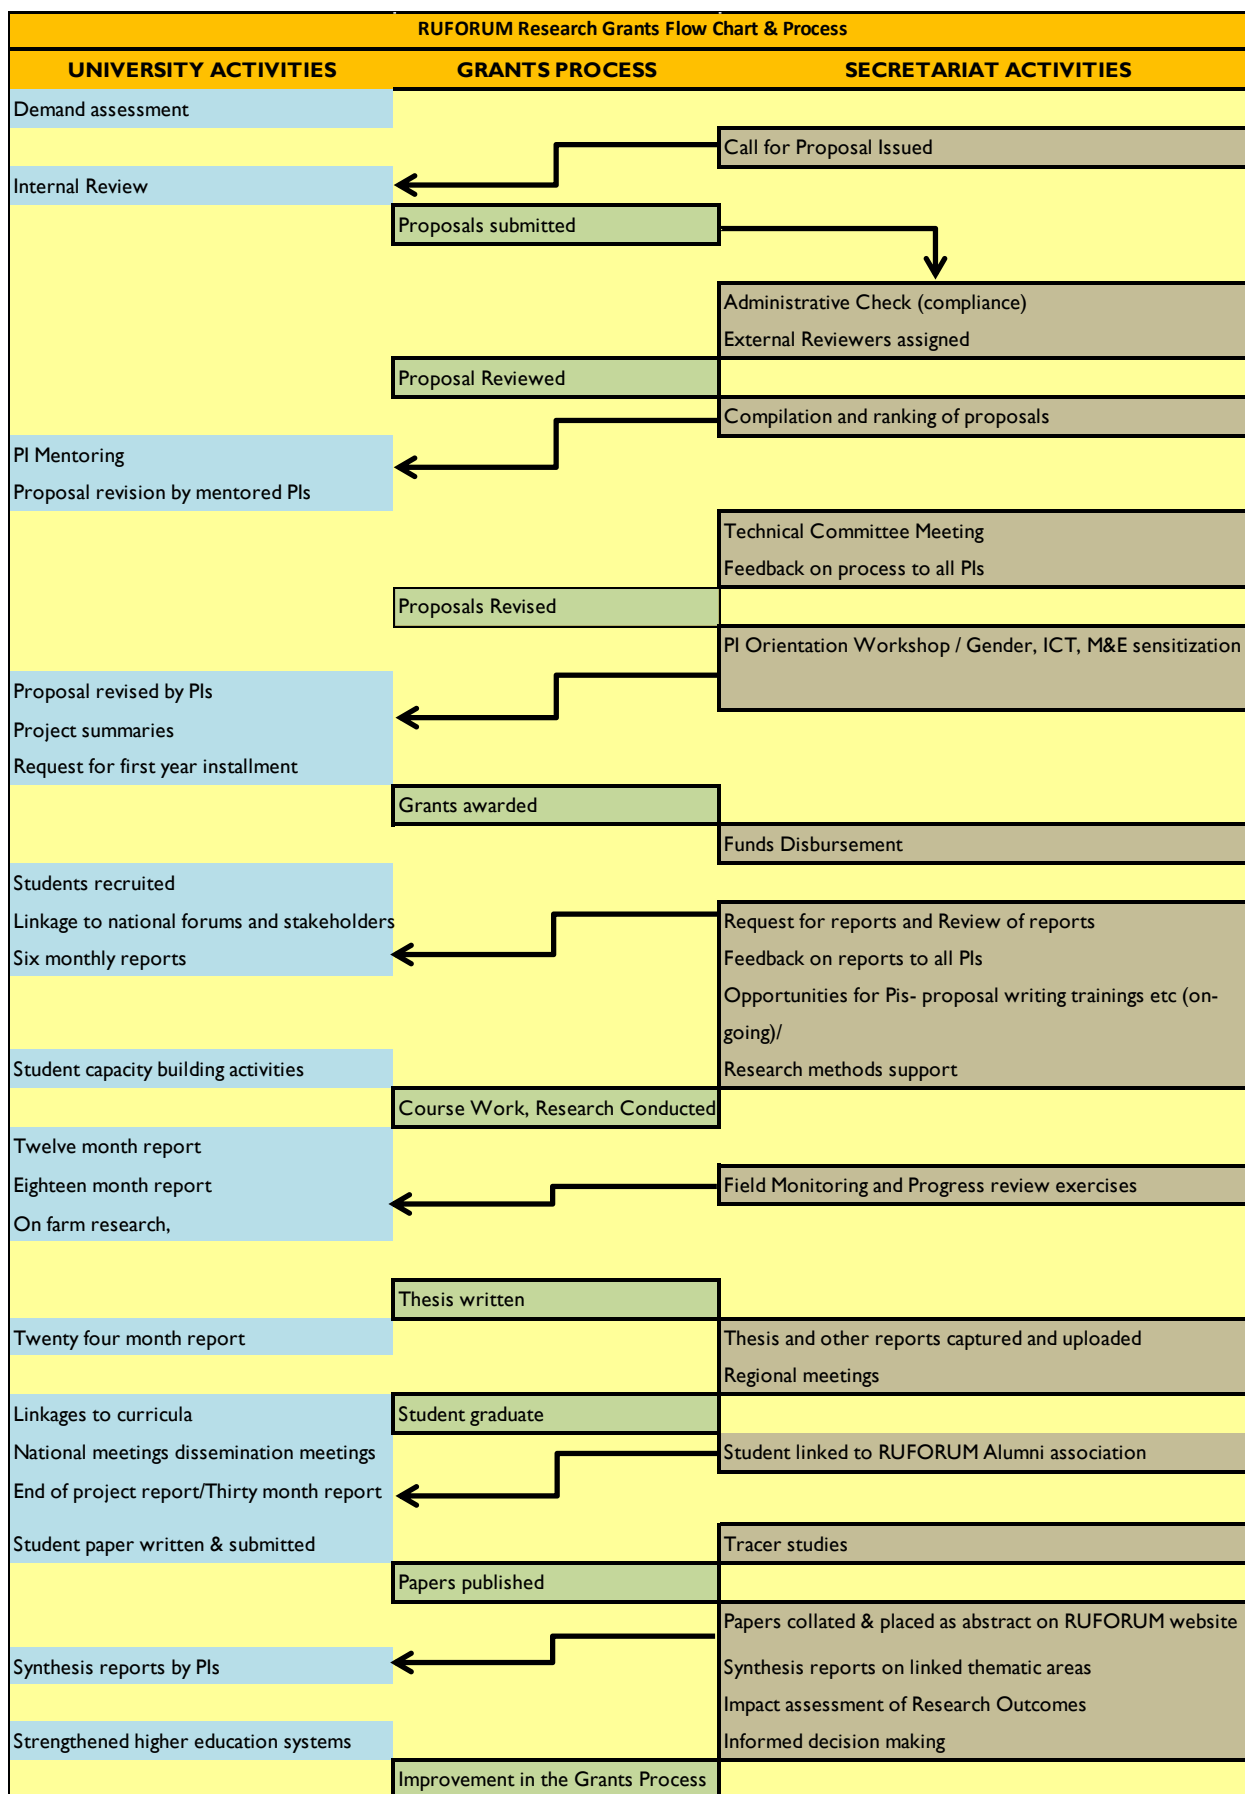 RUFORUM Research Grants Flow Chart & Process
UNIVERSITY ACTIVITIES
GRANTS PROCESS
SECRETARIAT ACTIVITIES
Demand assessment
Call for Proposal Issued
Internal Review
Proposals submitted
Administrative Check (compliance)
External Reviewers assigned
Proposal Reviewed
Compilation and ranking of proposals
PI Mentoring
Proposal revision by mentored PIs
Technical Committee Meeting
Feedback on process to all PIs
Proposals Revised
PI Orientation Workshop / Gender, ICT, M&E sensitization
Proposal revised by PIs
Project summaries
Request for first year installment
Grants awarded
Funds Disbursement
Students recruited
Linkage to national forums and stakeholders
Request for reports and Review of reports
Six monthly reports
Feedback on reports to all PIs
Opportunities for Pis- proposal writing trainings etc (on-
going)/
Student capacity building activities
Research methods support
Course Work, Research Conducted
Twelve month report
Eighteen month report
Field Monitoring and Progress review exercises
On farm research,
Thesis written
Twenty four month report
Thesis and other reports captured and uploaded
Regional meetings
Linkages to curricula
Student graduate
National meetings dissemination meetings
Student linked to RUFORUM Alumni association
End of project report/Thirty month report
Student paper written & submitted
Tracer studies
Papers published
Papers collated & placed as abstract on RUFORUM website
Synthesis reports by PIs
Synthesis reports on linked thematic areas
Impact assessment of Research Outcomes
Strengthened higher education systems
Informed decision making
Improvement in the Grants Process